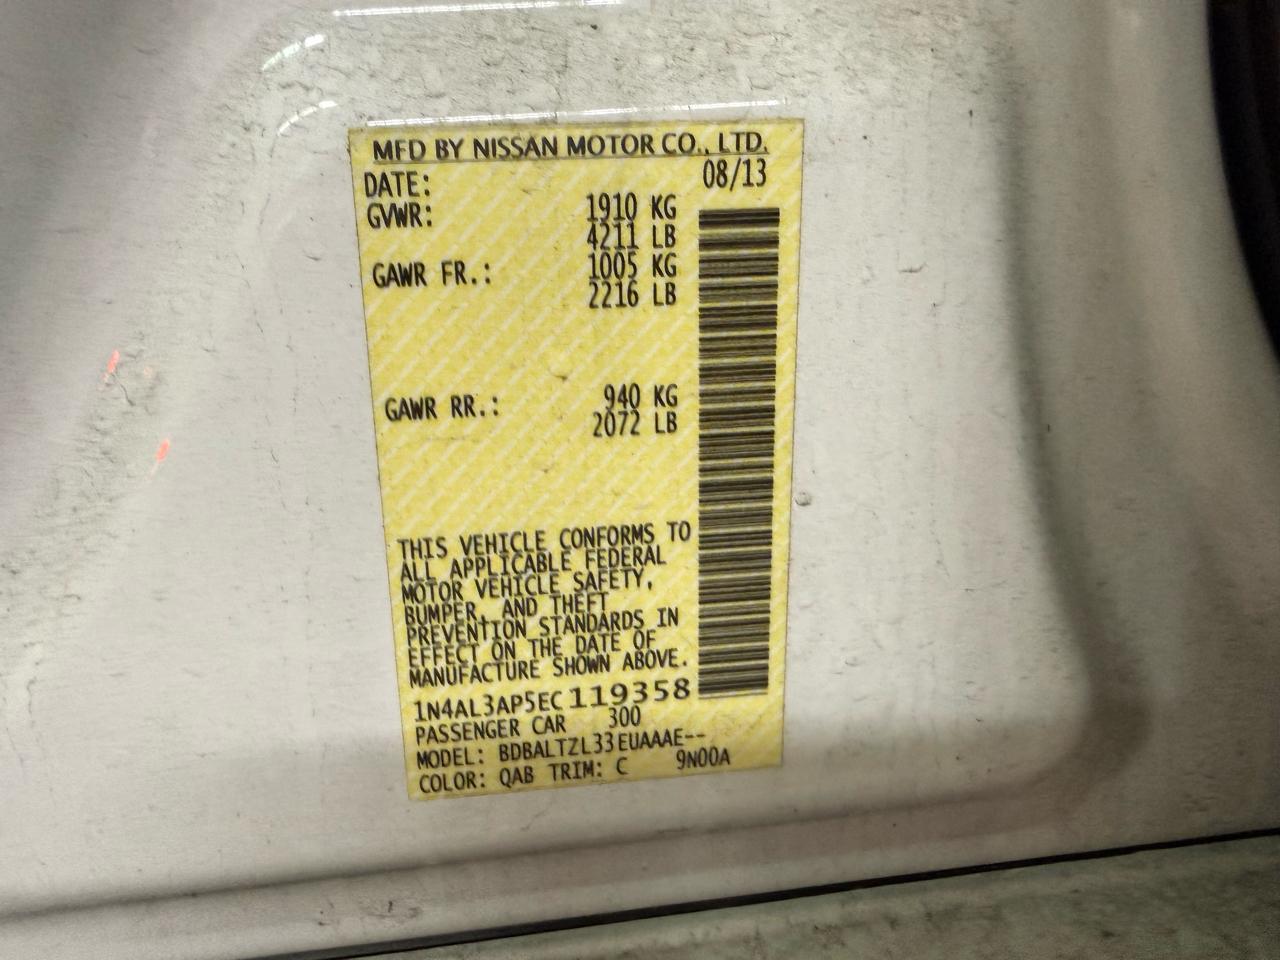 MFD BY NISSAN MOTOR CO., LTD.
DATE: 08/13
GVWR: 1910 KG
4211 LB
GAWR FR.: 1005 KG
2216 LB
GAWR RR.: 940 KG
2072 LB
THIS VEHICLE CONFORMS TO
ALL APPLICABLE FEDERAL
MOTOR VEHICLE SAFETY,
BUMPER, AND THEFT
PREVENTION STANDARDS IN
EFFECT ON THE DATE OF
MANUFACTURE SHOWN ABOVE.
1N4AL3AP5EC119358
PASSENGER CAR 300
MODEL: BDBALTZL33EUAAAE--
COLOR: QAB TRIM: C 9N00A